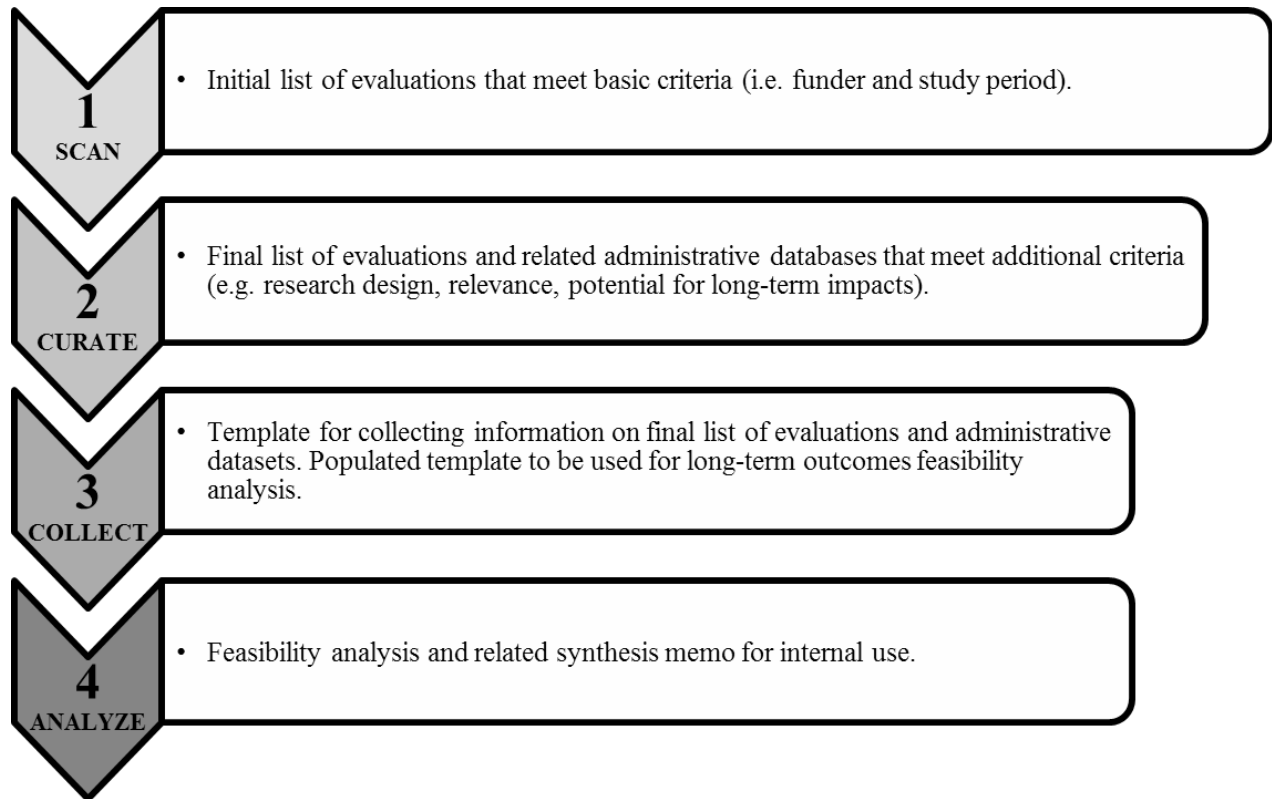 1
SCAN
• Initial list of evaluations that meet basic criteria (i.e. funder and study period).
2
CURATE
• Final list of evaluations and related administrative databases that meet additional criteria
(e.g. research design, relevance, potential for long-term impacts).
3
COLLECT
• Template for collecting information on final list of evaluations and administrative
datasets. Populated template to be used for long-term outcomes feasibility
analysis.
4
ANALYZE
• Feasibility analysis and related synthesis memo for internal use.